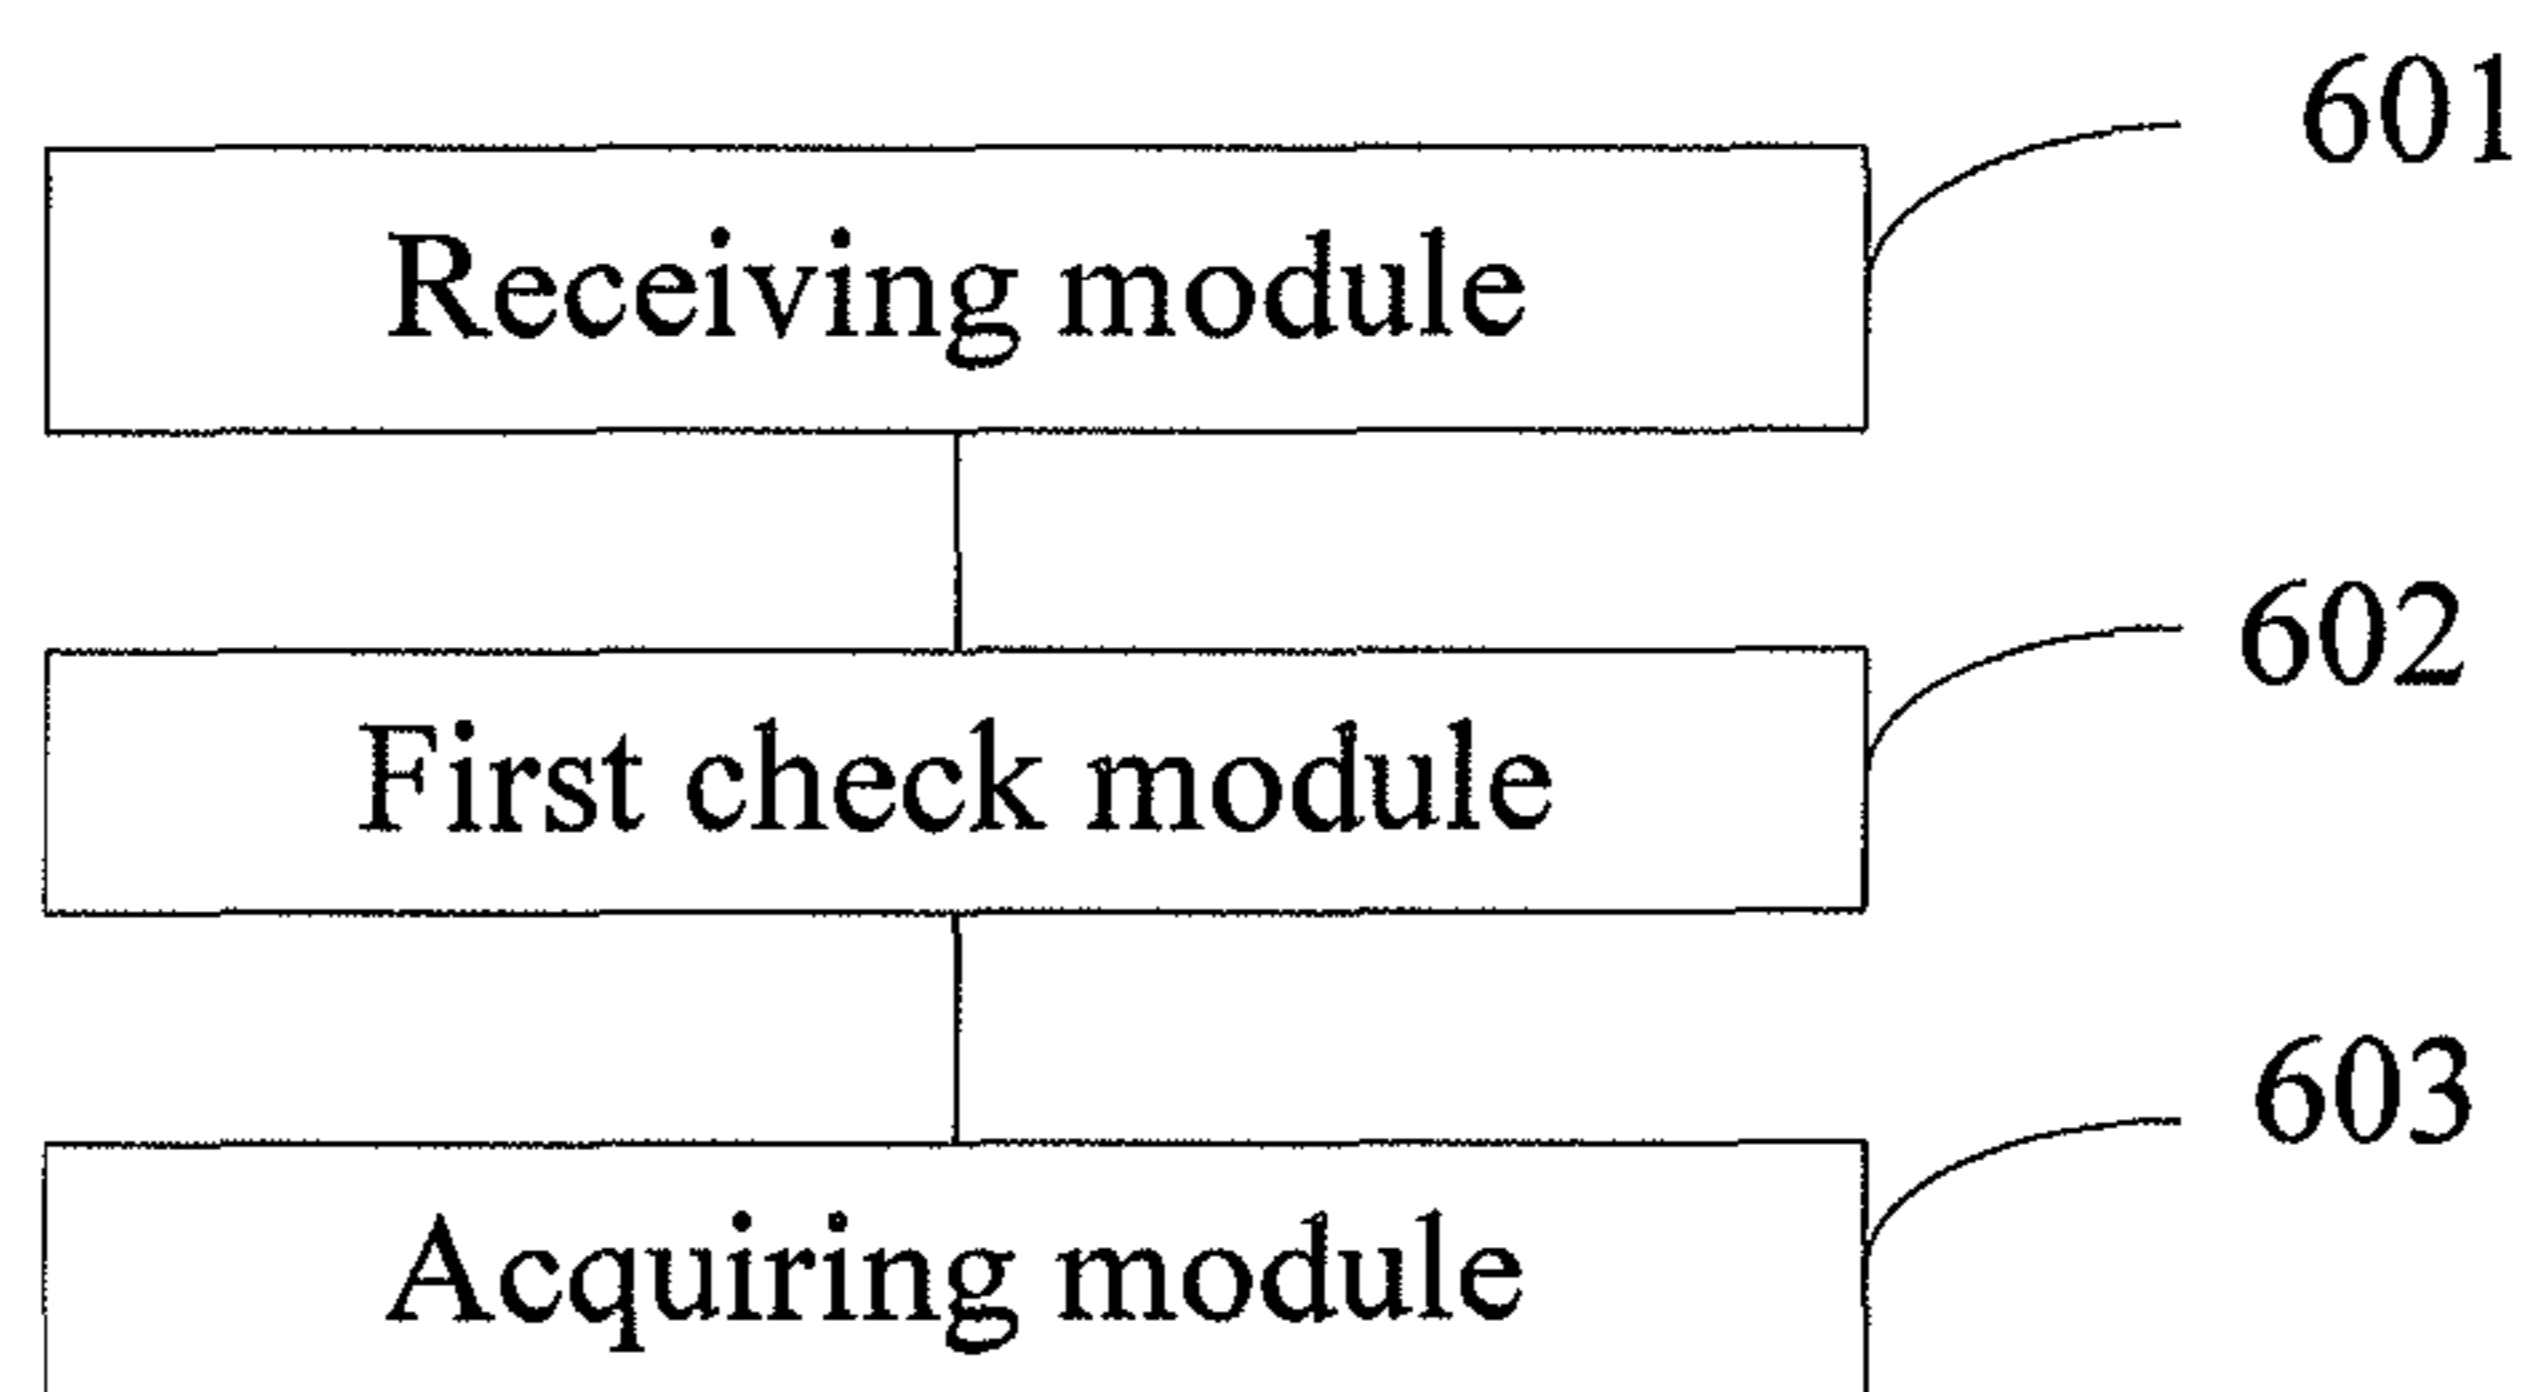 601
Receiving module
602
First check module
603
Acquiring module